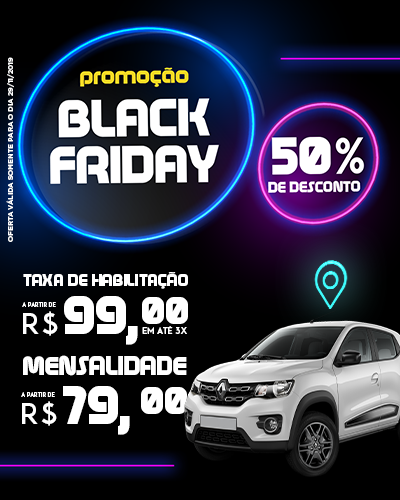 OFERTA VÁLIDA SOMENTE PARA O DIA 29/11/2019
promoção
BLACK
FRIDAY
50%
DE DESCONTO
TAXA DE HABILITAÇÃO
A PARTIR DE
R$ 99,00
EM ATÉ 3X
MENSALIDADE
A PARTIR DE
R$ 79,00